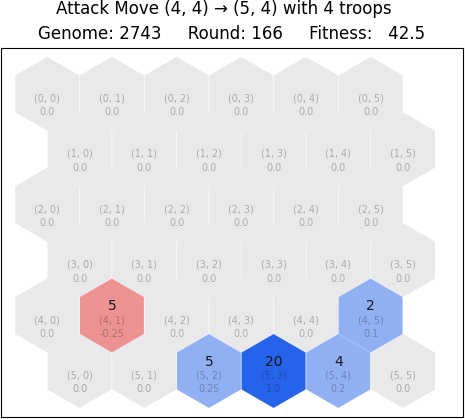 Attack Move (4, 4) → (5, 4) with 4 troops
Genome: 2743 Round: 166 Fitness: 42.5
(0, 0) (0, 1) (0, 2) (0, 3) (0, 4) (0, 5)
0.0 0.0 0.0 0.0 0.0 0.0
(1, 0) (1, 1) (1, 2) (1, 3) (1, 4) (1, 5)
0.0 0.0 0.0 0.0 0.0 0.0
(2, 0) (2, 1) (2, 2) (2, 3) (2, 4) (2, 5)
0.0 0.0 0.0 0.0 0.0 0.0
(3, 0) (3, 1) (3, 2) (3, 3) (3, 4) (3, 5)
0.0 0.0 0.0 0.0 0.0 0.0
5 2
(4, 0) (4, 1) (4, 2) (4, 3) (4, 4) (4, 5)
0.0 -0.25 0.0 0.0 0.0 0.1
5 20 4
(5, 0) (5, 1) (5, 2) (5, 3) (5, 4) (5, 5)
0.0 0.0 0.25 1.0 0.2 0.0